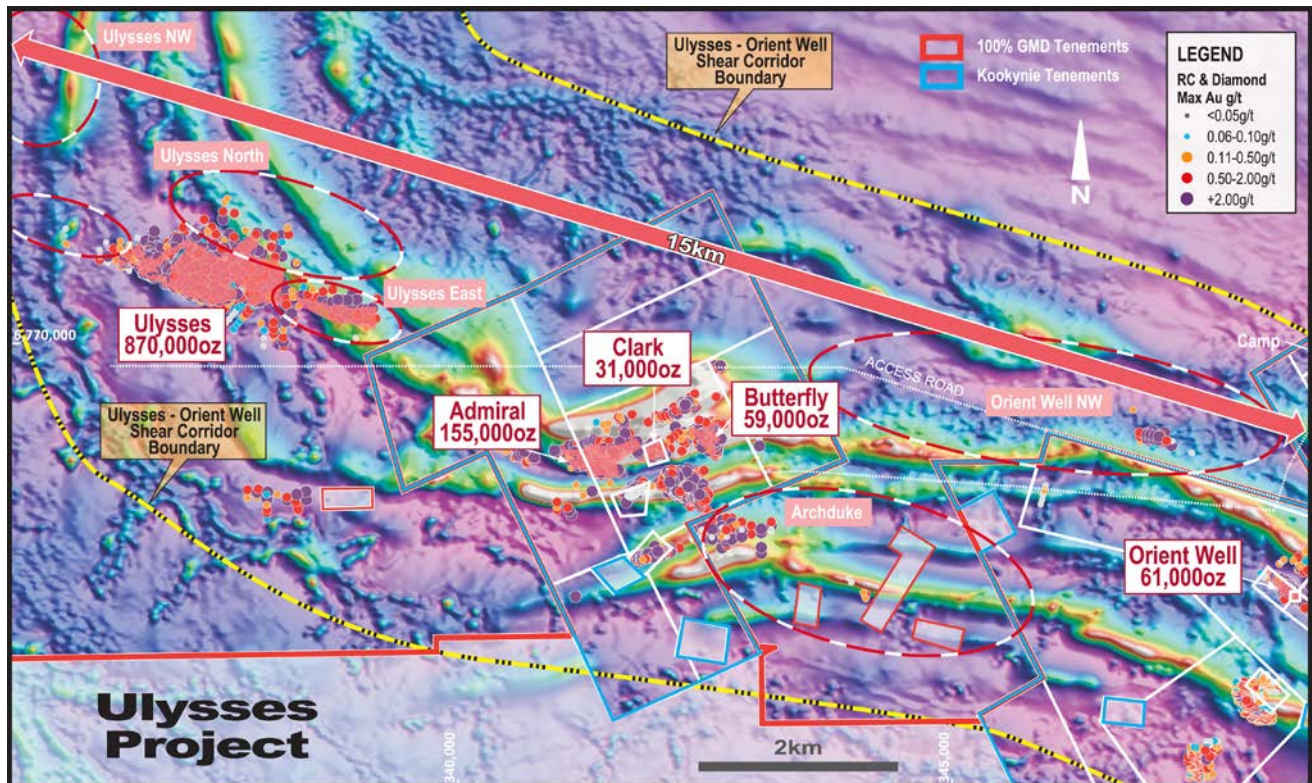 Ulysses NW
Ulysses - Orient Well
Shear Corridor
Boundary
100% GMD Tenements
Kookynie Tenements
LEGEND
RC & Diamond
Max Au g/t
<0.05g/t
0.06-0.10g/t
0.11-0.50g/t
0.50-2.00g/t
+2.00g/t
N
Ulysses North
15km
Ulysses East
6,770,000
Ulysses
870,000oz
Clark
31,000oz
Camp
ACCESS ROAD
Admiral
155,000oz
Butterfly
59,000oz
Orient Well NW
Ulysses - Orient Well
Shear Corridor
Boundary
Archduke
Orient Well
61,000oz
Ulysses
Project
340,000
2km
345,000